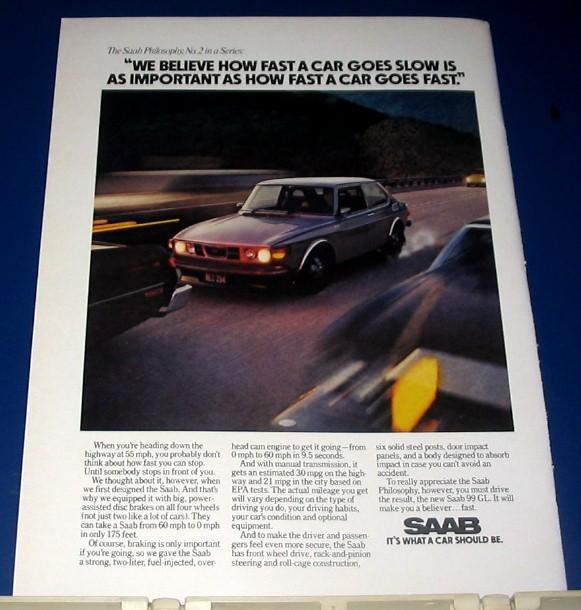 The Saab Philosophy, No. 2 in a Series:
"WE BELIEVE HOW FAST A CAR GOES SLOW IS
AS IMPORTANT AS HOW FAST A CAR GOES FAST."
When you're heading down the
highway at 55 mph, you probably don't
think about how fast you can stop.
Until somebody stops in front of you.
We thought about it, however, when
we first designed the Saab. And that's
why we equipped it with big, power-
assisted disc brakes on all four wheels
(not just two like a lot of cars). They
can take a Saab from 60 mph to 0 mph
in only 175 feet.
Of course, braking is only important
if you're going, so we gave the Saab
a strong, two-liter, fuel-injected, over-
head cam engine to get it going—from
0 mph to 60 mph in 9.5 seconds.
And with manual transmission, it
gets an estimated 30 mpg on the high-
way and 21 mpg in the city based on
EPA tests. The actual mileage you get
will vary depending on the type of
driving you do, your driving habits,
your car's condition and optional
equipment.
And to make the driver and passen-
gers feel even more secure, the Saab
has front wheel drive, rack-and-pinion
steering and roll-cage construction,
six solid steel posts, door impact
panels, and a body designed to absorb
impact in case you can't avoid an
accident.
To really appreciate the Saab
Philosophy, however, you must drive
the result, the new Saab 99 GL. It will
make you a believer...fast.
SAAB
IT'S WHAT A CAR SHOULD BE.